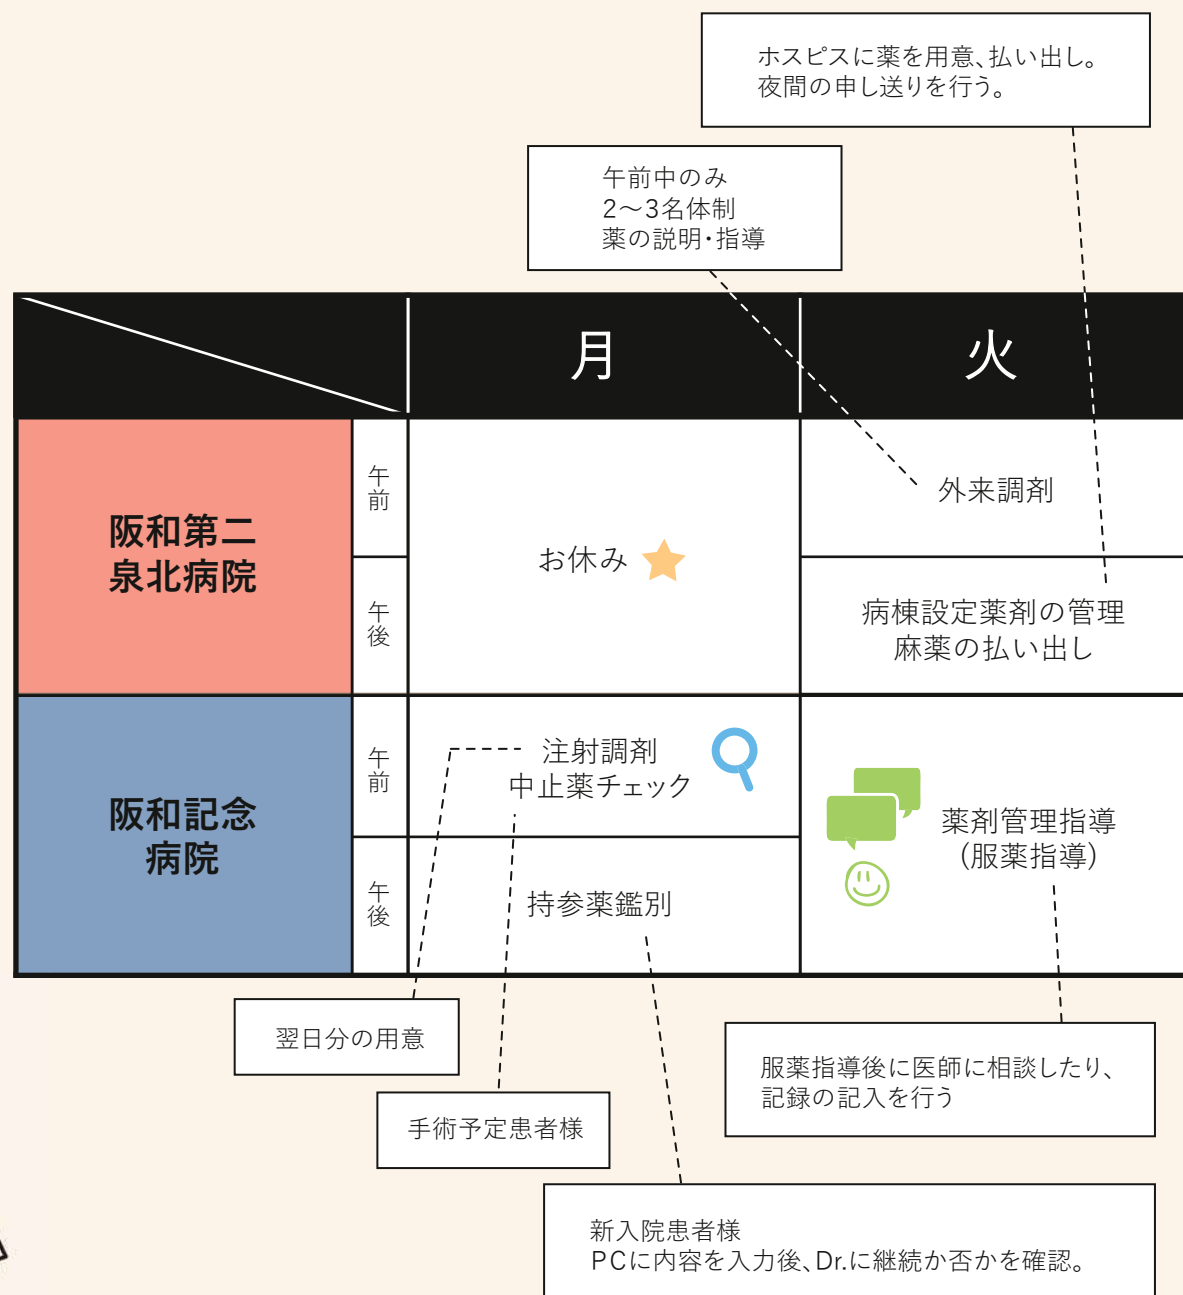 ホスピスに薬を用意、払い出し。
夜間の申し送りを行う。
午前中のみ
2～3名体制
薬の説明・指導
月
火
阪和第二
泉北病院
午前
お休み
外来調剤
午後
病棟設定薬剤の管理
麻薬の払い出し
阪和記念
病院
午前
注射調剤
中止薬チェック
薬剤管理指導
(服薬指導)
午後
持参薬鑑別
翌日分の用意
手術予定患者様
服薬指導後に医師に相談したり、
記録の記入を行う
新入院患者様
PCに内容を入力後、Dr.に継続か否かを確認。